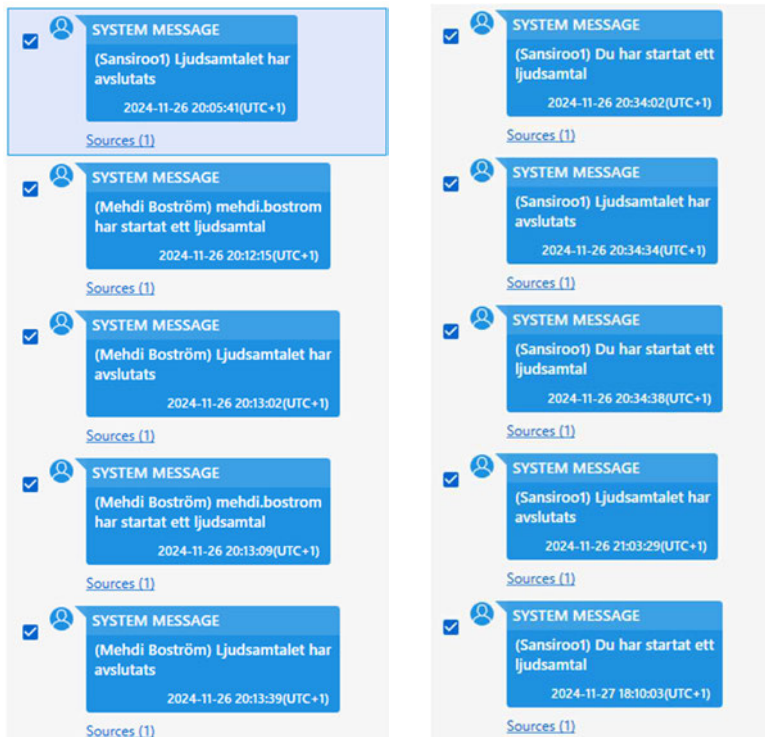 SYSTEM MESSAGE
(Sansiroo1) Ljudsamtalet har
avslutats
2024-11-26 20:05:41(UTC+1)
Sources (1)
SYSTEM MESSAGE
(Mehdi Boström) mehdi.bostrom
har startat ett ljudsamtal
2024-11-26 20:12:15(UTC+1)
Sources (1)
SYSTEM MESSAGE
(Mehdi Boström) Ljudsamtalet har
avslutats
2024-11-26 20:13:02(UTC+1)
Sources (1)
SYSTEM MESSAGE
(Mehdi Boström) mehdi.bostrom
har startat ett ljudsamtal
2024-11-26 20:13:09(UTC+1)
Sources (1)
SYSTEM MESSAGE
(Mehdi Boström) Ljudsamtalet har
avslutats
2024-11-26 20:13:39(UTC+1)
Sources (1)
SYSTEM MESSAGE
(Sansiroo1) Du har startat ett
ljudsamtal
2024-11-26 20:34:02(UTC+1)
Sources (1)
SYSTEM MESSAGE
(Sansiroo1) Ljudsamtalet har
avslutats
2024-11-26 20:34:34(UTC+1)
Sources (1)
SYSTEM MESSAGE
(Sansiroo1) Du har startat ett
ljudsamtal
2024-11-26 20:34:38(UTC+1)
Sources (1)
SYSTEM MESSAGE
(Sansiroo1) Ljudsamtalet har
avslutats
2024-11-26 21:03:29(UTC+1)
Sources (1)
SYSTEM MESSAGE
(Sansiroo1) Du har startat ett
ljudsamtal
2024-11-27 18:10:03(UTC+1)
Sources (1)